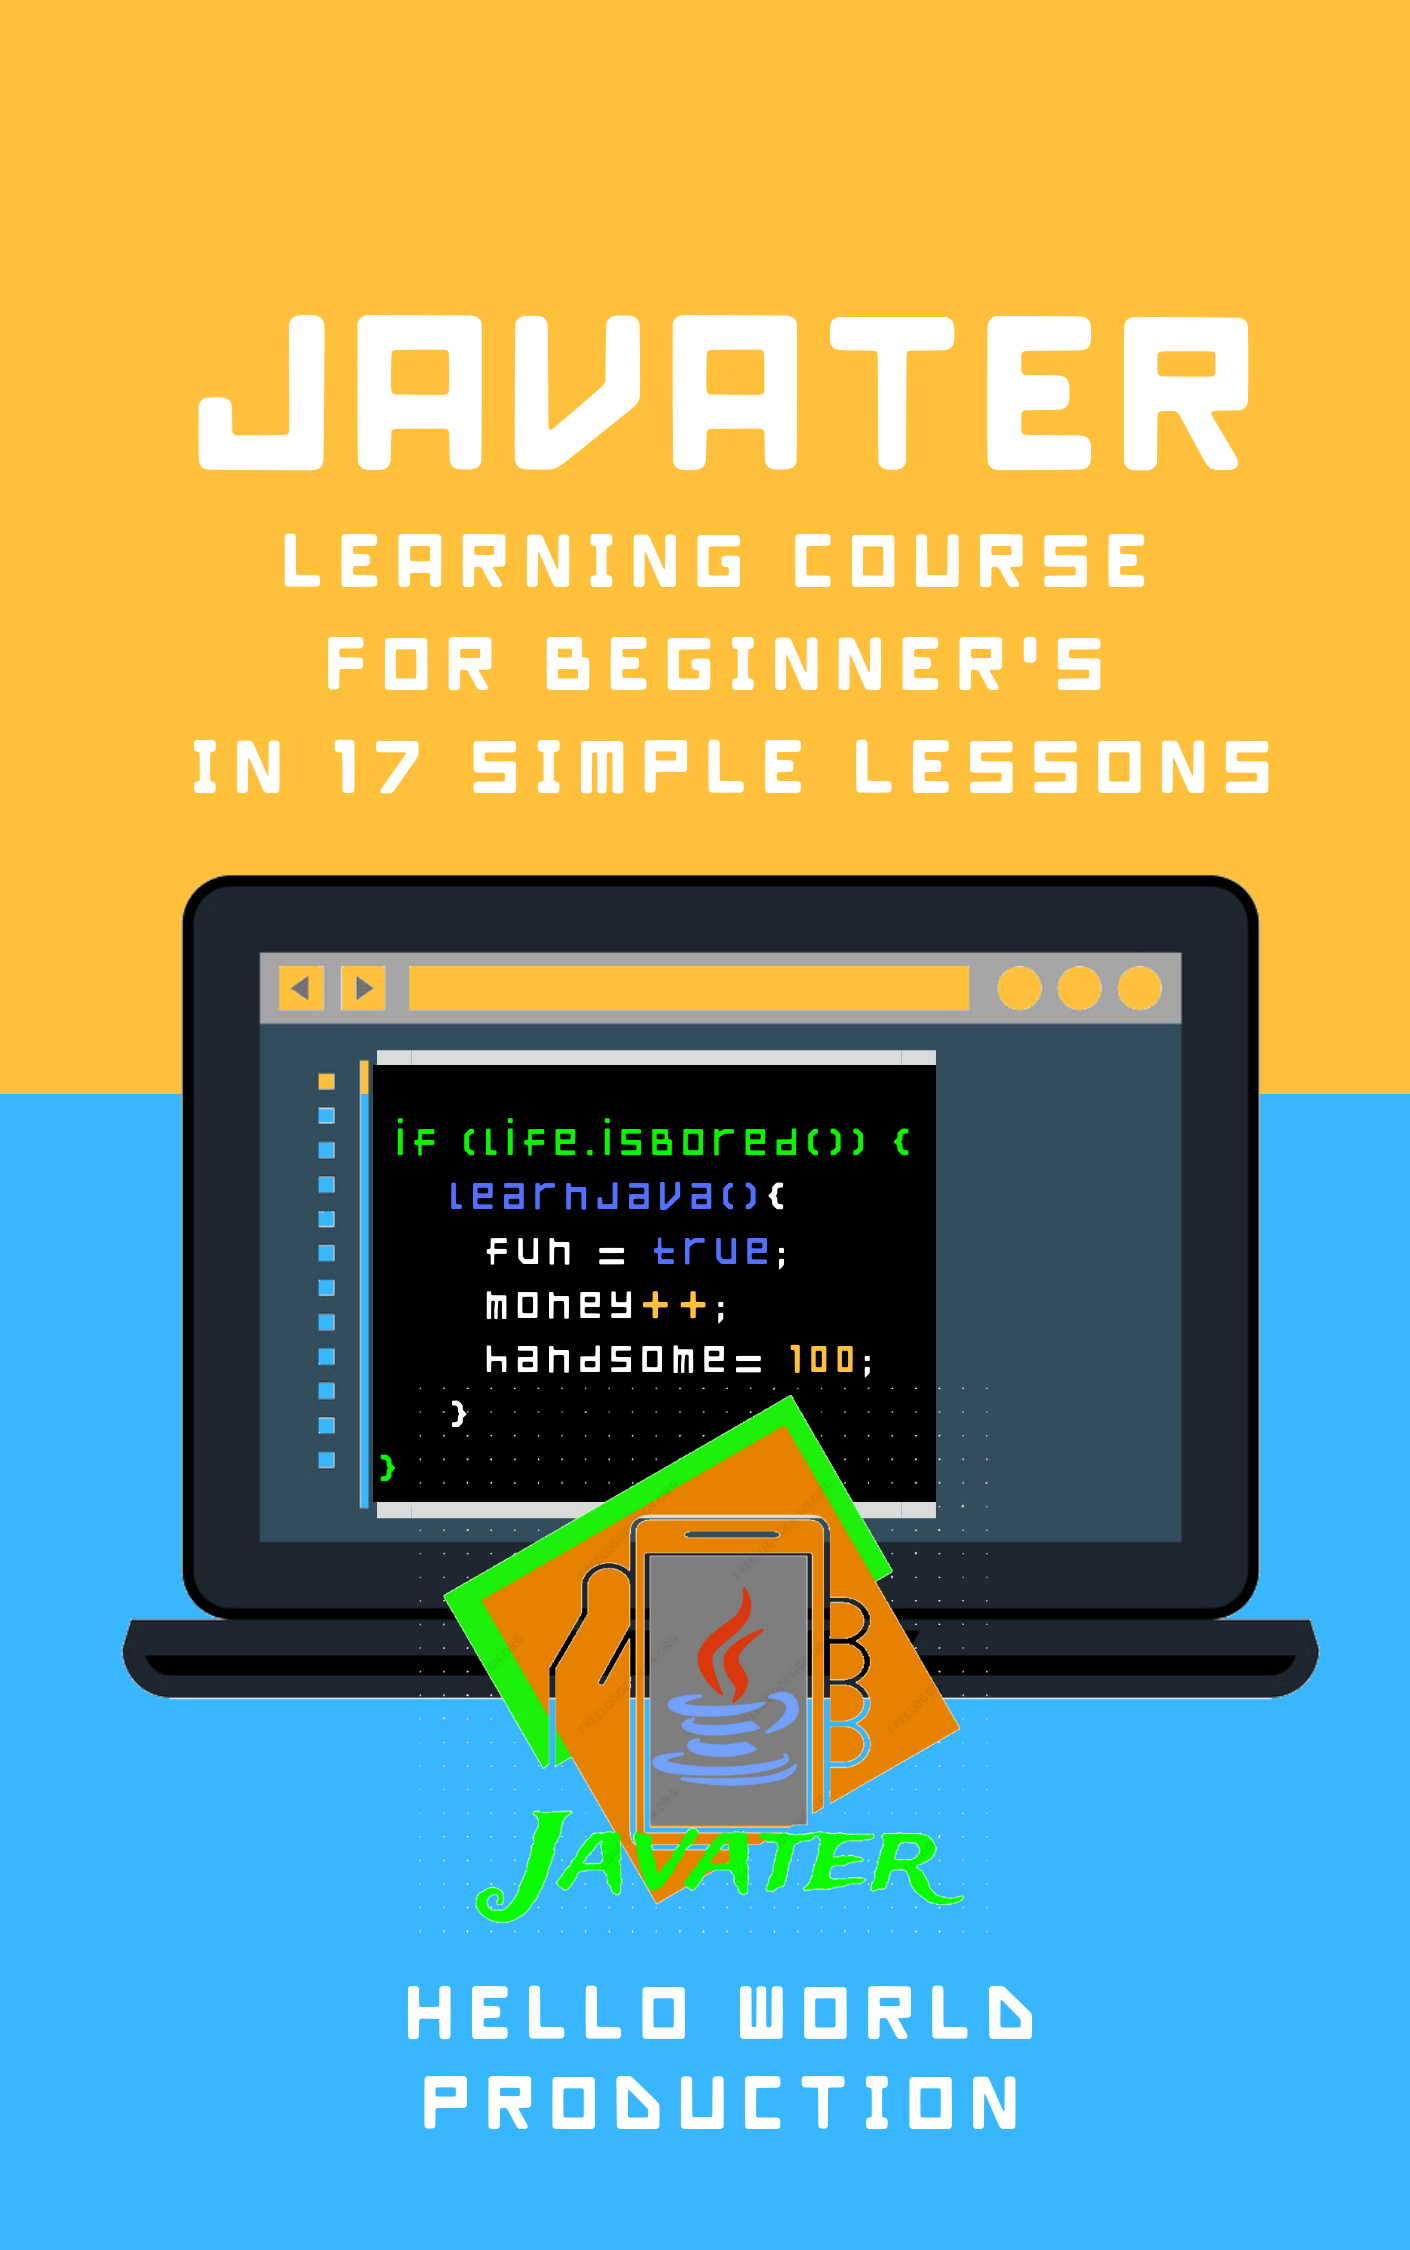 JAVATER
LEARNING COURSE
FOR BEGINNER'S
IN 17 SIMPLE LESSONS
if (life.isBored()) {
learnJava(){
fun = true;
money++;
handsome= 100;
}
}
JAVATER
HELLO WORLD
PRODUCTION